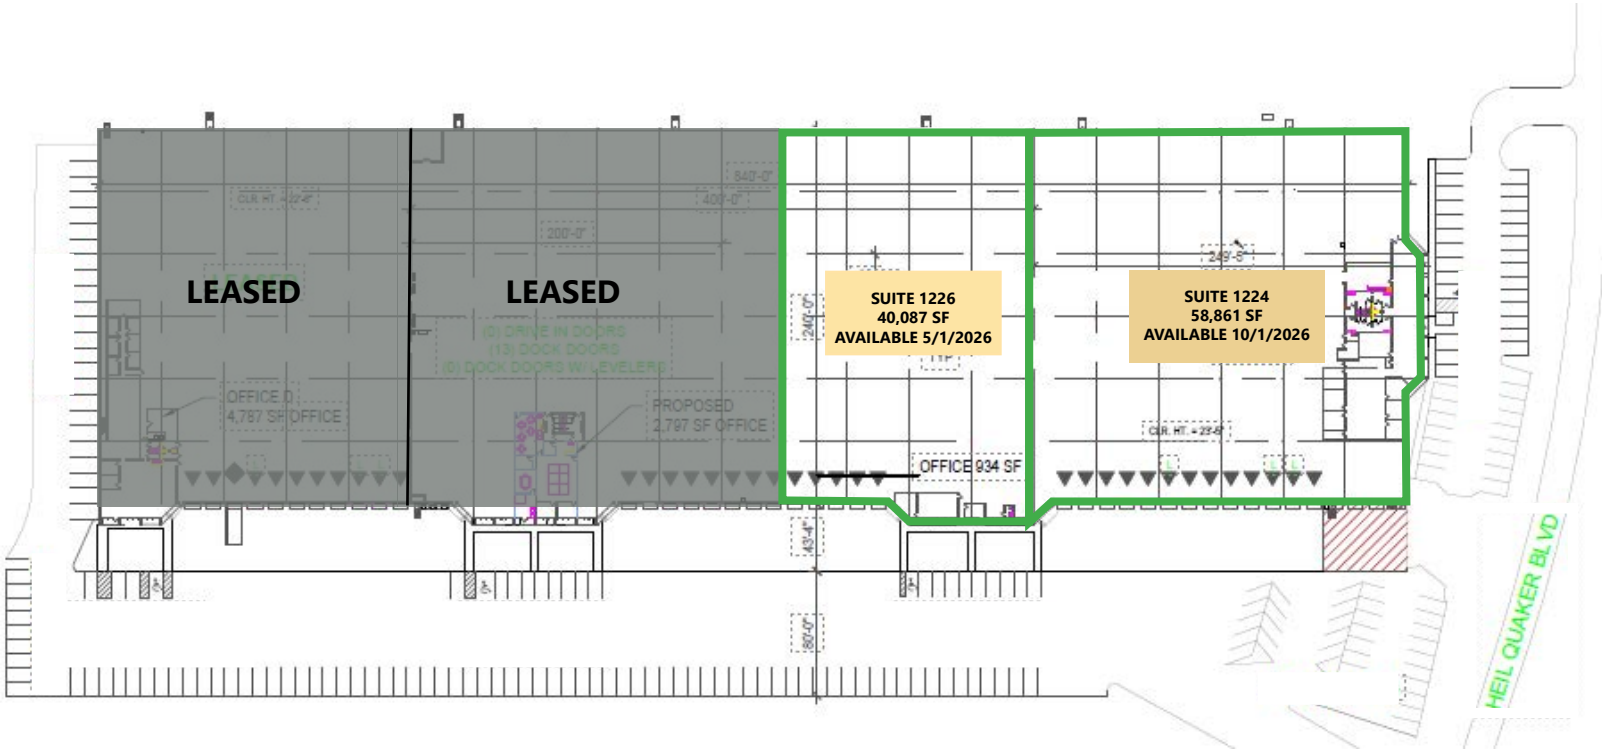 840'-0"
CLR. HT. = 22'-6"
400'-0"
200'-0"
249'-5"
LEASED
LEASED
SUITE 1226
40,087 SF
AVAILABLE 5/1/2026
SUITE 1224
58,861 SF
AVAILABLE 10/1/2026
240'-0"
(0) DRIVE IN DOORS
(13) DOCK DOORS
(0) DOCK DOORS W/ LEVELERS
TYP
OFFICE D
4,787 SF OFFICE
PROPOSED
2,797 SF OFFICE
CLR. HT. = 23'-6"
L
L
L
L
L
L
OFFICE 934 SF
43'-4"
80'-0"
HEIL QUAKER BLVD